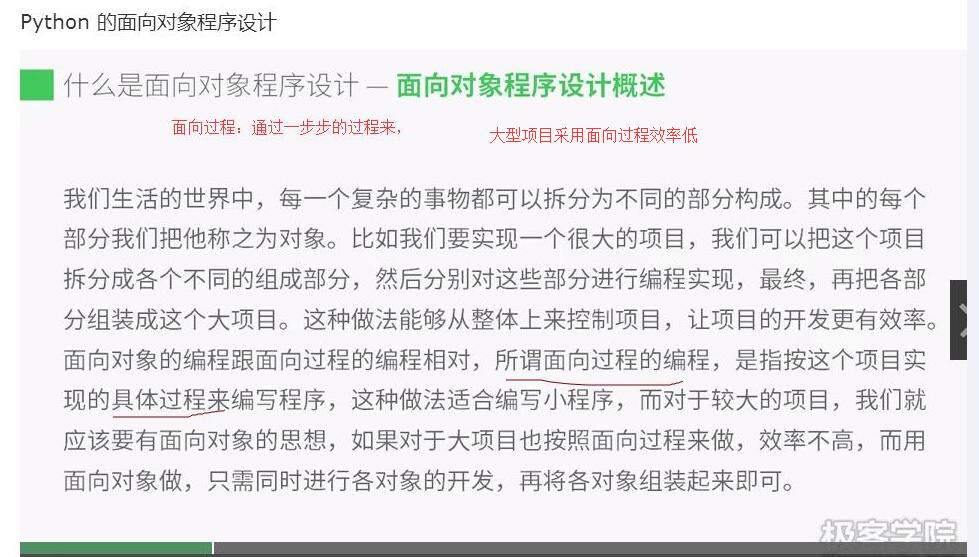 Python 的面向对象程序设计
什么是面向对象程序设计 — 面向对象程序设计概述
面向过程：通过一步步的过程来，
大型项目采用面向过程效率低
我们生活的世界中，每一个复杂的事物都可以拆分为不同的部分构成。其中的每个
部分我们把他称之为对象。比如我们要实现一个很大的项目，我们可以把这个项目
拆分成各个不同的组成部分，然后分别对这些部分进行编程实现，最终，再把各部
分组装成这个大项目。这种做法能够从整体上来控制项目，让项目的开发更有效率。
面向对象的编程跟面向过程的编程相对，所谓面向过程的编程，是指按这个项目实
现的具体过程来编写程序，这种做法适合编写小程序，而对于较大的项目，我们就
应该要有面向对象的思想，如果对于大项目也按照面向过程来做，效率不高，而用
面向对象做，只需同时进行各对象的开发，再将各对象组装起来即可。
极客学院